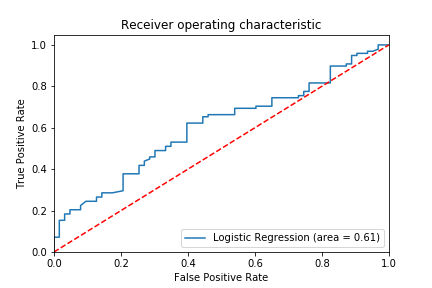 Receiver operating characteristic
1.0
0.8
0.6
0.4
0.2
0.0
True Positive Rate
Logistic Regression (area = 0.61)
0.0 0.2 0.4 0.6 0.8 1.0
False Positive Rate